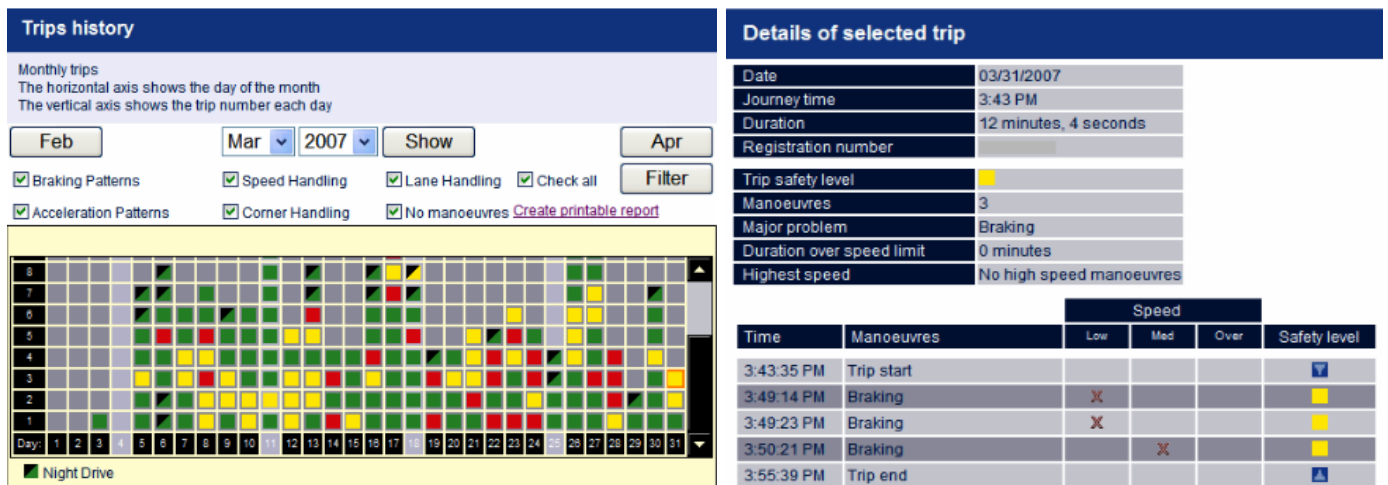 Trips history
Monthly trips
The horizontal axis shows the day of the month
The vertical axis shows the trip number each day
Feb Mar 2007 Show Apr
Braking Patterns Speed Handling Lane Handling Check all Filter
Acceleration Patterns Corner Handling No manoeuvres Create printable report
8
7
6
5
4
3
2
1
Day: 1 2 3 4 5 6 7 8 9 10 11 12 13 14 15 16 17 18 19 20 21 22 23 24 25 26 27 28 29 30 31
Night Drive
Details of selected trip
Date 03/31/2007
Journey time 3:43 PM
Duration 12 minutes, 4 seconds
Registration number
Trip safety level
Manoeuvres 3
Major problem Braking
Duration over speed limit 0 minutes
Highest speed No high speed manoeuvres
Speed
Time Manoeuvres Low Med Over Safety level
3:43:35 PM Trip start
3:49:14 PM Braking X
3:49:23 PM Braking X
3:50:21 PM Braking X
3:55:39 PM Trip end